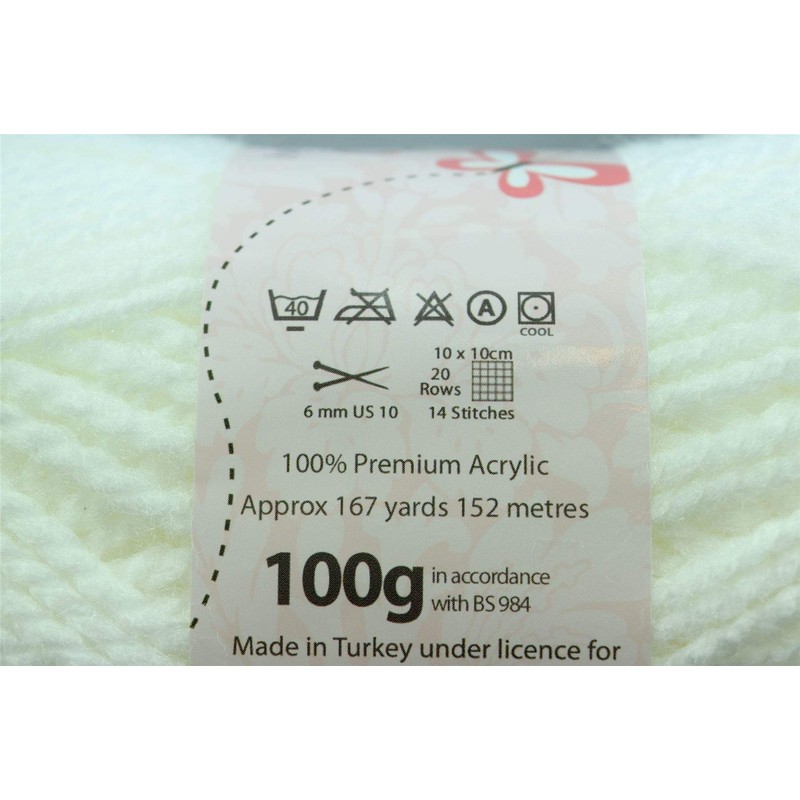 40
A
COOL
10 x 10cm
20
Rows
6 mm US 10
14 Stitches
100% Premium Acrylic
Approx 167 yards 152 metres
100g in accordance
with BS 984
Made in Turkey under licence for